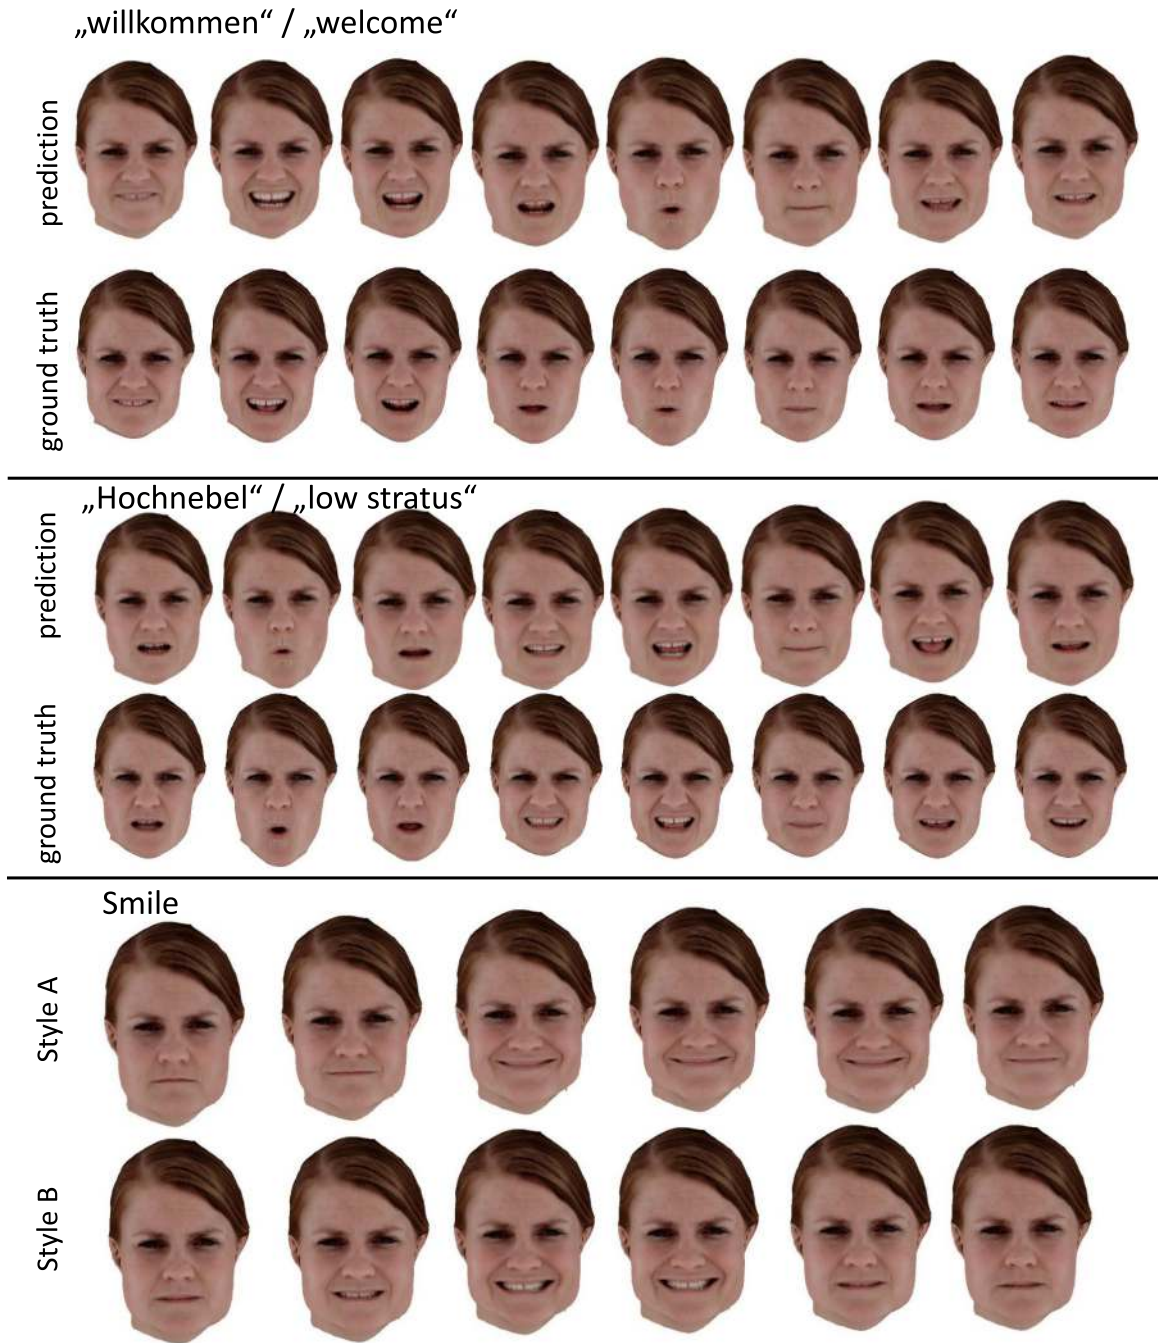 „willkommen“ / „welcome“
prediction
ground truth
„Hochnebel“ / „low stratus“
prediction
ground truth
Smile
Style A
Style B